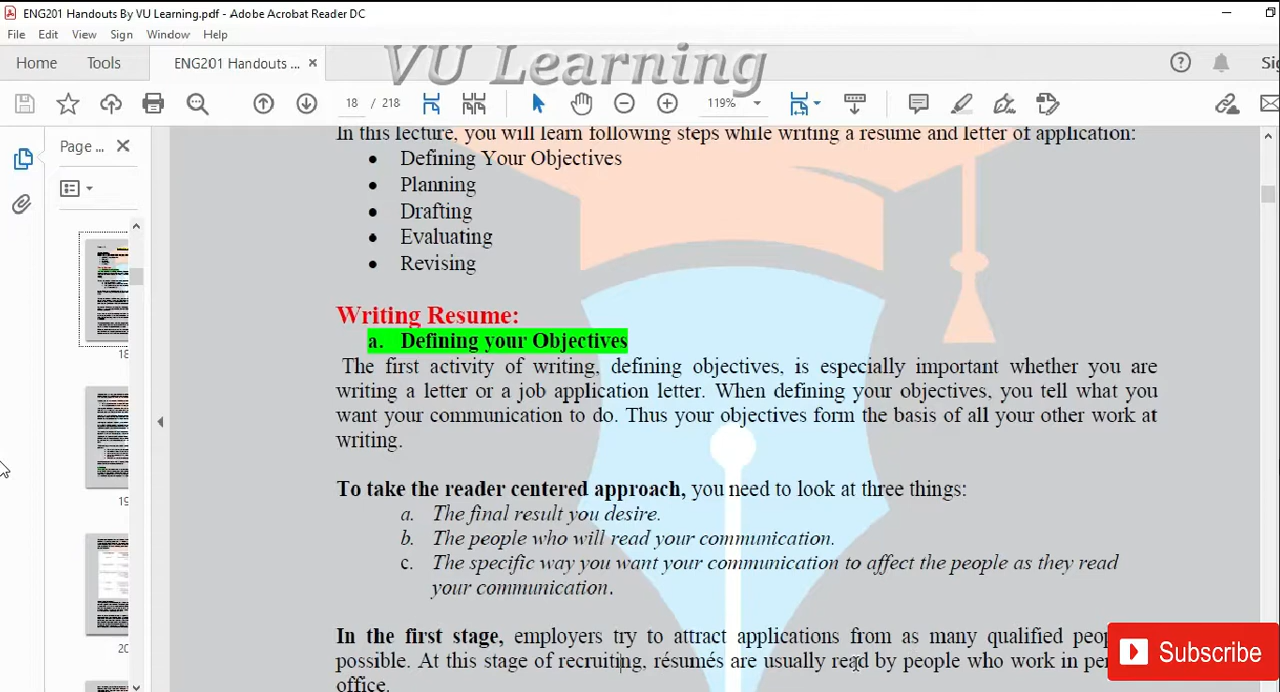 ENG201 Handouts By VU Learning.pdf - Adobe Acrobat Reader DC
File Edit View Sign Window Help
VU Learning
Home Tools ENG201 Handouts ...
18 / 218 119%
Page ...
In this lecture, you will learn following steps while writing a resume and letter of application:
• Defining Your Objectives
• Planning
• Drafting
• Evaluating
• Revising
Writing Resume:
a. Defining your Objectives
The first activity of writing, defining objectives, is especially important whether you are
writing a letter or a job application letter. When defining your objectives, you tell what you
want your communication to do. Thus your objectives form the basis of all your other work at
writing.
To take the reader centered approach, you need to look at three things:
a. The final result you desire.
b. The people who will read your communication.
c. The specific way you want your communication to affect the people as they read
your communication.
In the first stage, employers try to attract applications from as many qualified
possible. At this stage of recruiting, résumés are usually read by people who work in
office.
18
19
20
Subscribe